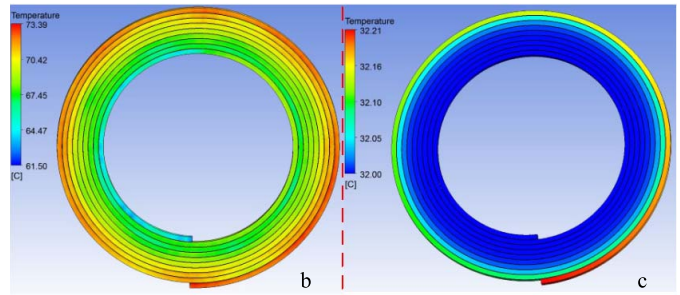 Temperature
73.39
70.42
67.45
64.47
61.50
[C]
b
Temperature
32.21
32.16
32.10
32.05
32.00
[C]
c